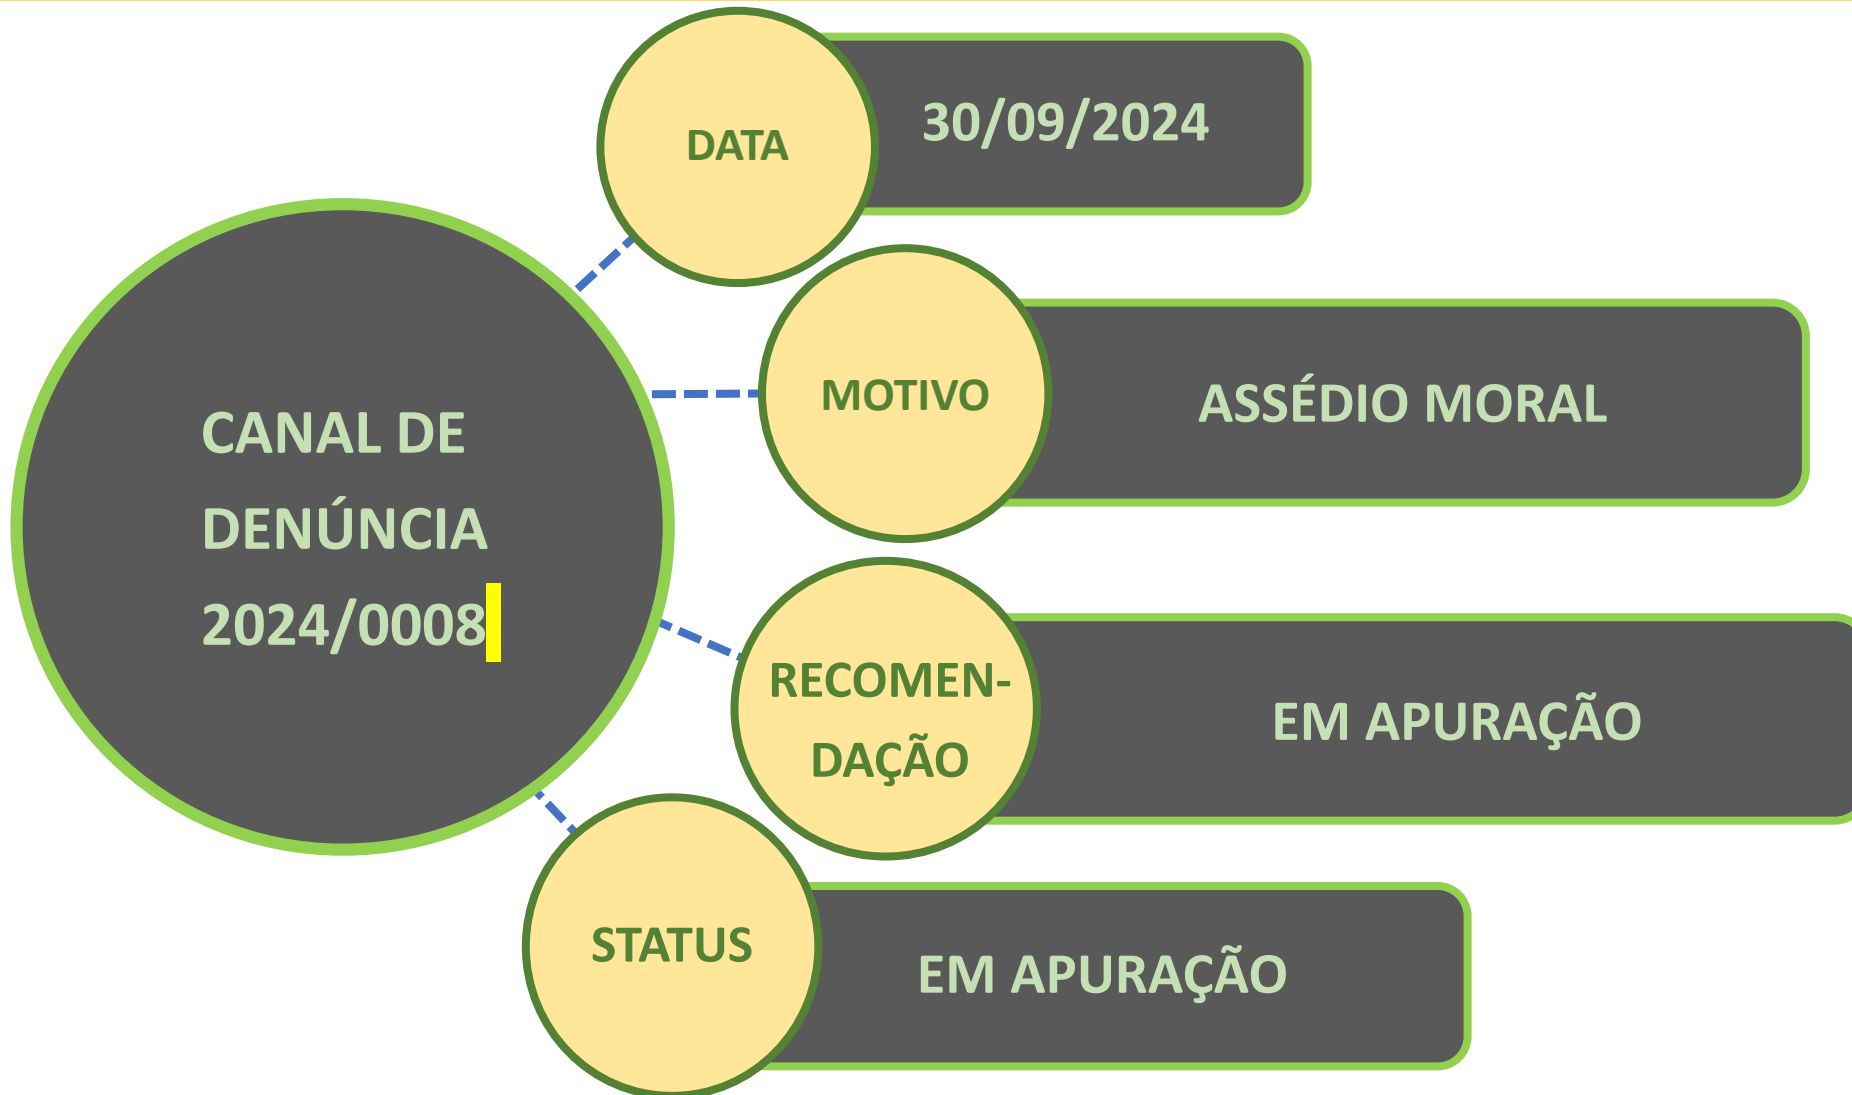 CANAL DE
DENÚNCIA
2024/0008
DATA
30/09/2024
MOTIVO
ASSÉDIO MORAL
RECOMEN-
DAÇÃO
EM APURAÇÃO
STATUS
EM APURAÇÃO